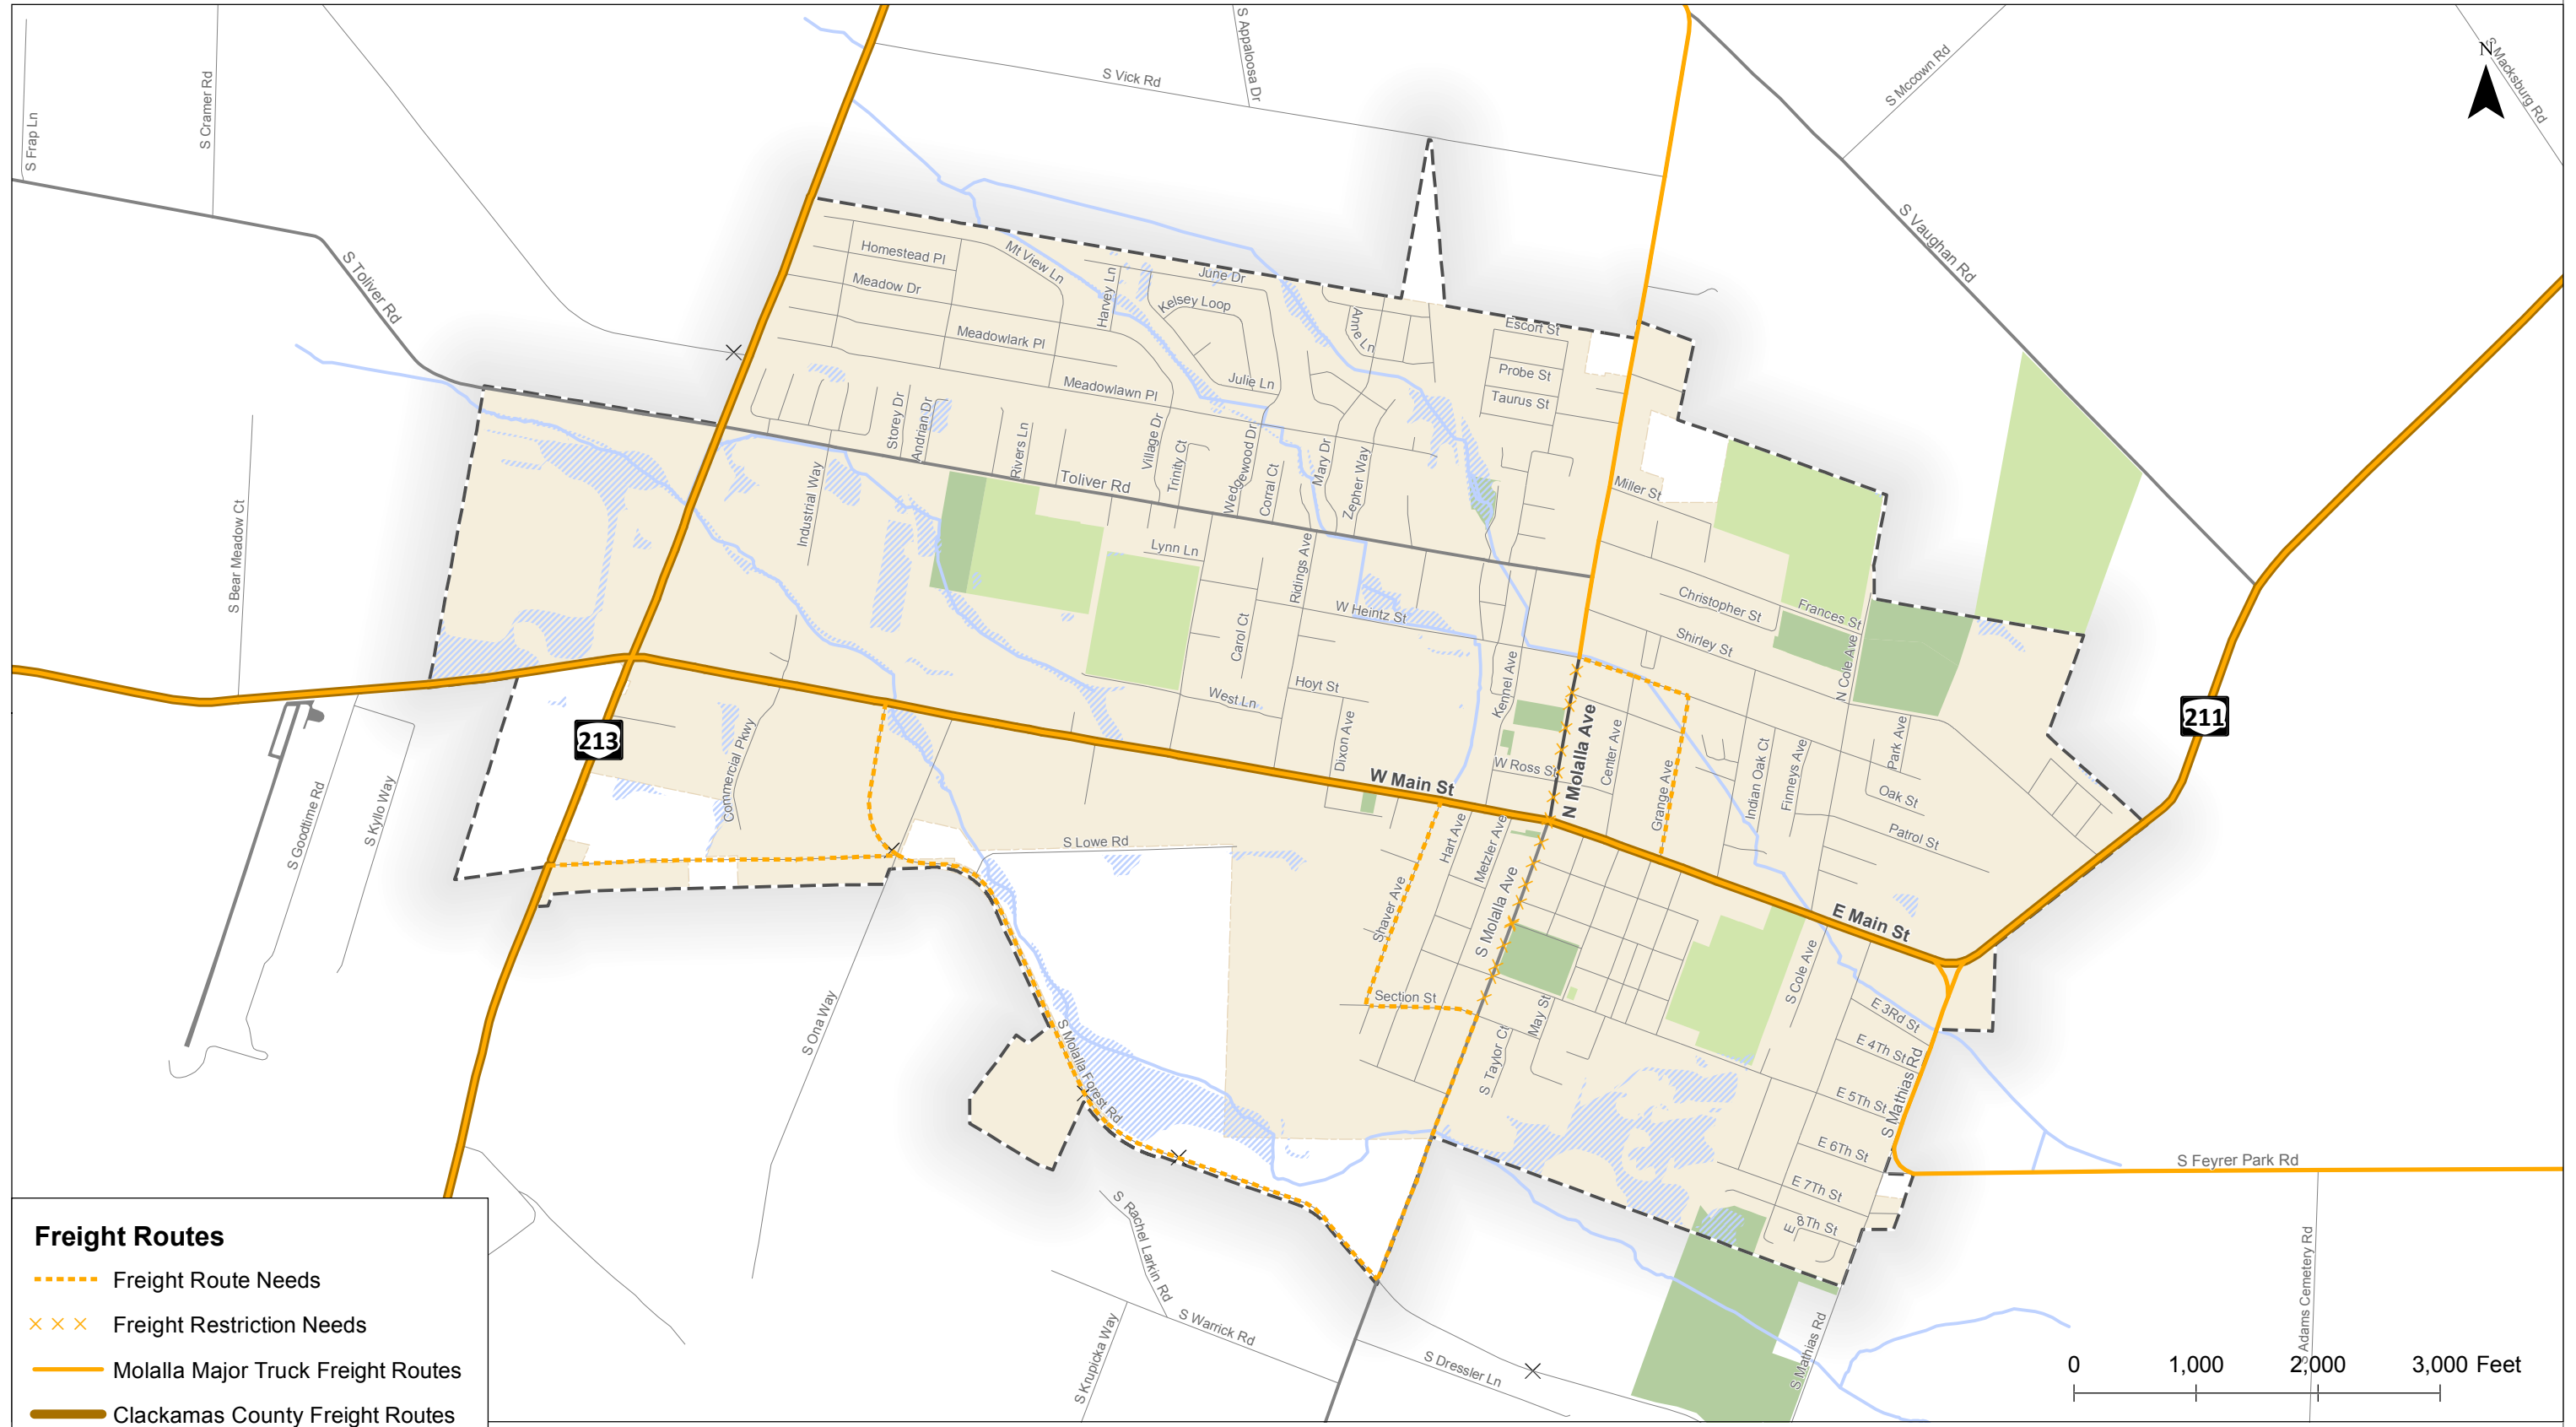 S Appaloosa Dr
S Macksburg Rd
N
S Mccown Rd
S Vick Rd
S Cramer Rd
S Frap Ln
S Vaughan Rd
S Toliver Rd
Homestead Pl
Mt View Ln
June Dr
Meadow Dr
Harvey Ln
Kelsey Loop
Anne Ln
Escort St
Meadowlark Pl
Probe St
Julie Ln
Meadowlawn Pl
Taurus St
Storey Dr
Andrian Dr
Rivers Ln
Village Dr
Trinity Ct
Wedgewood Dr
Corral Ct
Mary Dr
Zepher Way
Toliver Rd
Miller St
Industrial Way
S Bear Meadow Ct
Lynn Ln
Ridings Ave
W Heintz St
Christopher St
Frances St
Carol Ct
Shirley St
N Cole Ave
Kennel Ave
Hoyt St
West Ln
211
213
Dixon Ave
N Molalla Ave
Center Ave
Park Ave
Commercial Pkwy
W Ross St
Indian Oak Ct
Finneys Ave
Grange Ave
W Main St
Oak St
S Goodtime Rd
S Kyllo Way
S Lowe Rd
Hart Ave
Metzler Ave
Patrol St
Shaver Ave
S Molalla Ave
E Main St
S Cole Ave
Section St
May St
E 3Rd St
S Ona Way
S Molalla Forest Rd
S Taylor Ct
E 4Th St
S Mathias Rd
E 5Th St
E 6Th St
S Feyrer Park Rd
E 7Th St
E 8Th St
S Rachel Larkin Rd
S Warrick Rd
S Krupicka Way
S Dressler Ln
S Mathias Rd
S Adams Cemetery Rd
Freight Routes
Freight Route Needs
Freight Restriction Needs
Molalla Major Truck Freight Routes
Clackamas County Freight Routes
0 1,000 2,000 3,000 Feet